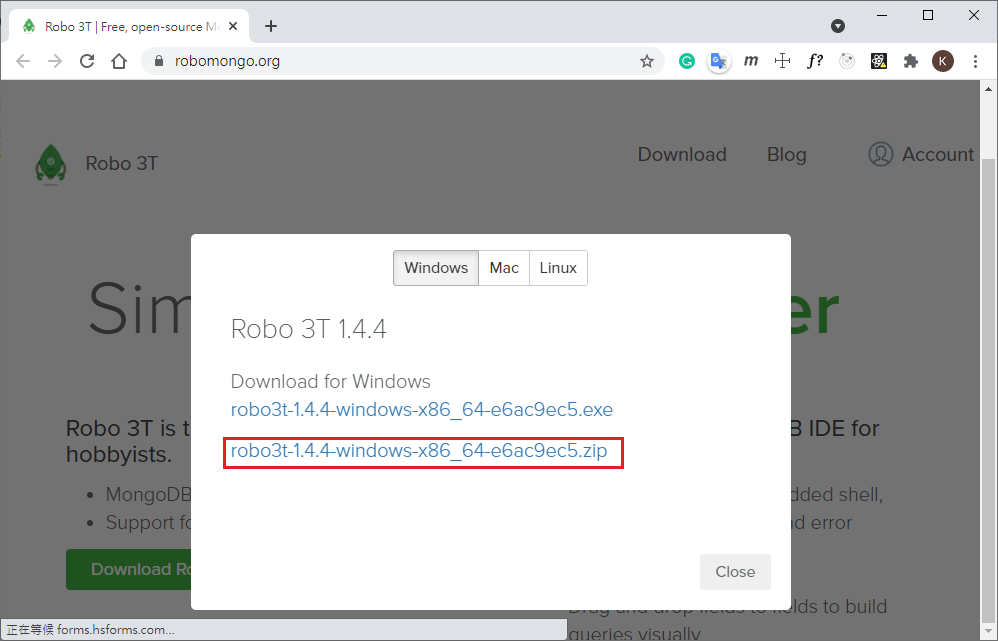 Robo 3T | Free, open-source Mo
robomongo.org
m
f?
K
Robo 3T
Download
Blog
Account
Sim
er
Windows
Mac
Linux
Robo 3T 1.4.4
Download for Windows
robo3t-1.4.4-windows-x86_64-e6ac9ec5.exe
robo3t-1.4.4-windows-x86_64-e6ac9ec5.zip
Close
Robo 3T is t
B IDE for
hobbyists.
MongoDB
dded shell,
Support fo
nd error
Download Ro
Drag and drop fields to fields to build
queries visually
正在等候 forms.hsforms.com...